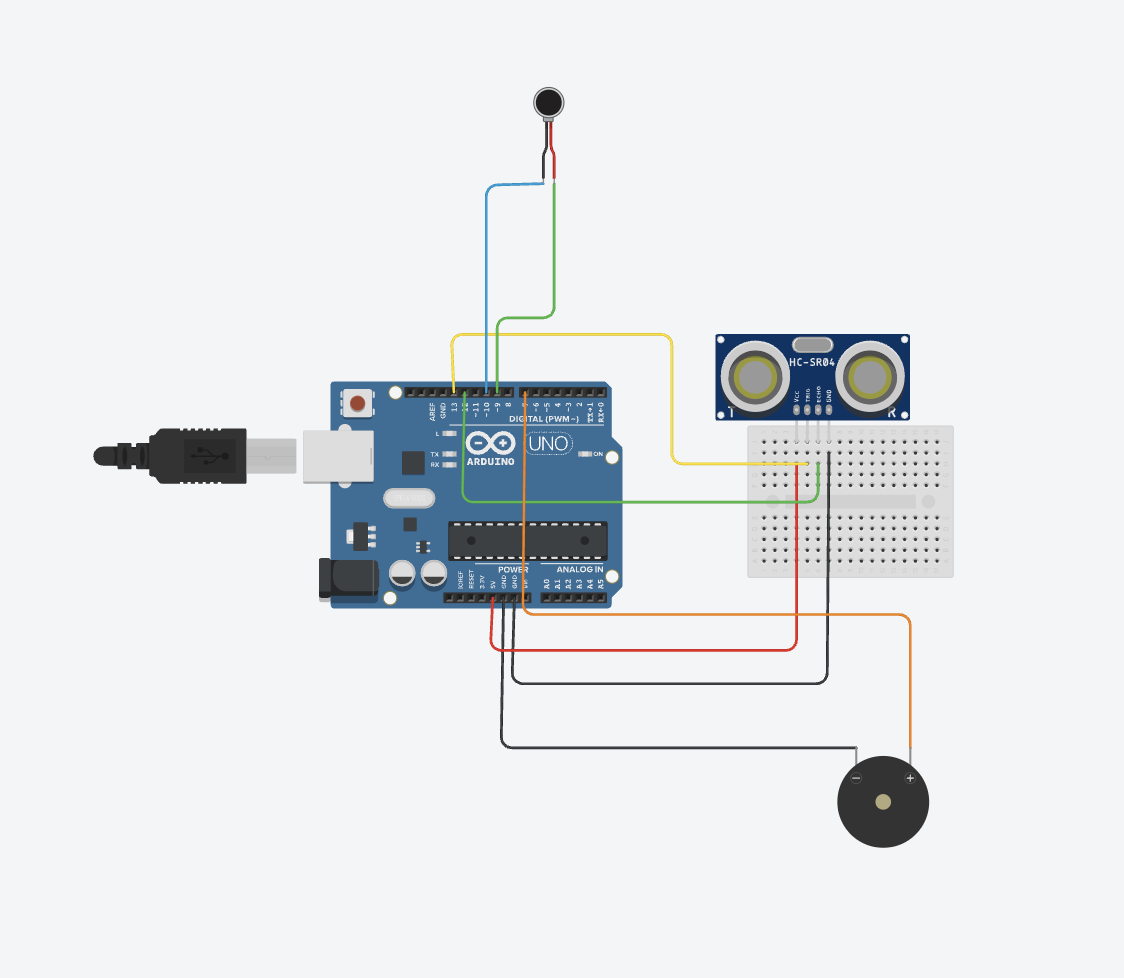 HC-SR04
VCC
TRIG
ECHO
GND
T
R
AREF
GND
13
12
~11
~10
~9
8
7
~6
~5
4
~3
2
TX→1
RX←0
DIGITAL (PWM~)
L
TX
RX
ARDUINO
UNO
ON
POWER
ANALOG IN
IOREF
RESET
3.3V
5V
GND
GND
Vin
A0
A1
A2
A3
A4
A5